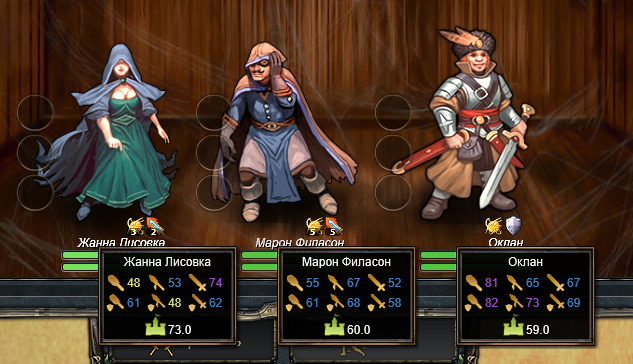 3 2
5 5
Жанна Лисовка
Марон Филасон
Оклан
Жанна Лисовка
48 53 74
61 48 62
73.0
Марон Филасон
55 67 52
61 68 58
60.0
Оклан
81 65 67
82 73 69
59.0